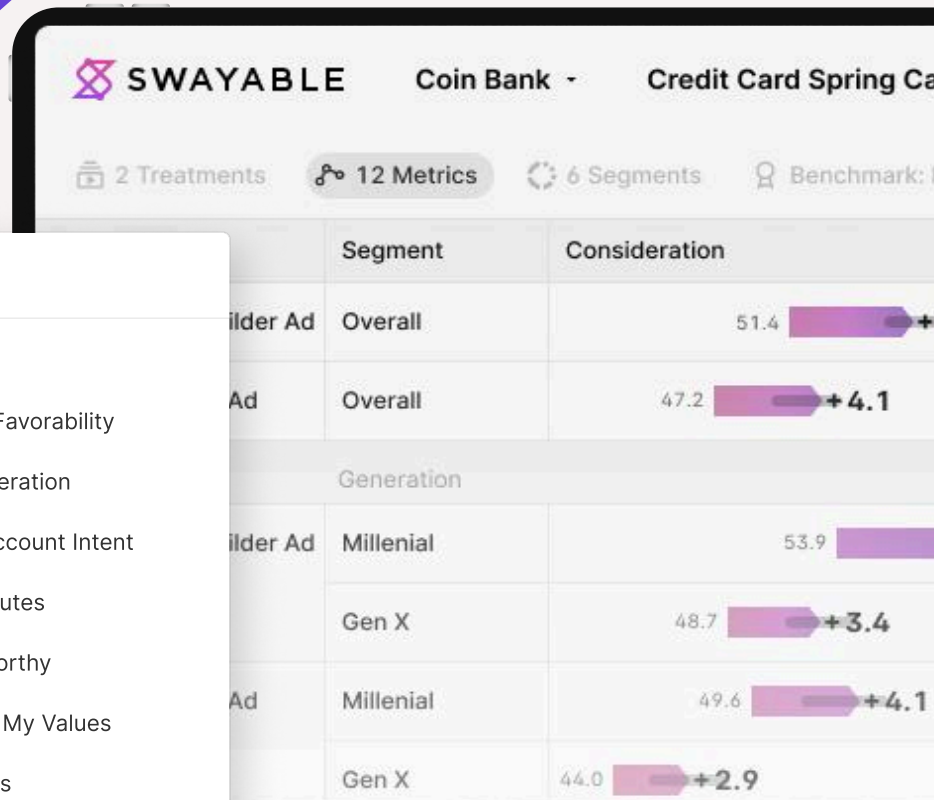 SWAYABLE Coin Bank Credit Card Spring Ca
2 Treatments 12 Metrics 6 Segments Benchmark:
Segment Consideration
ilder Ad Overall 51.4 +
Ad Overall 47.2 +4.1
Favorability
Generation
eration
ccount Intent
ilder Ad Millenial 53.9
utes
Gen X 48.7 +3.4
orthy
Ad Millenial 49.6 +4.1
My Values
s
Gen X 44.0 +2.9